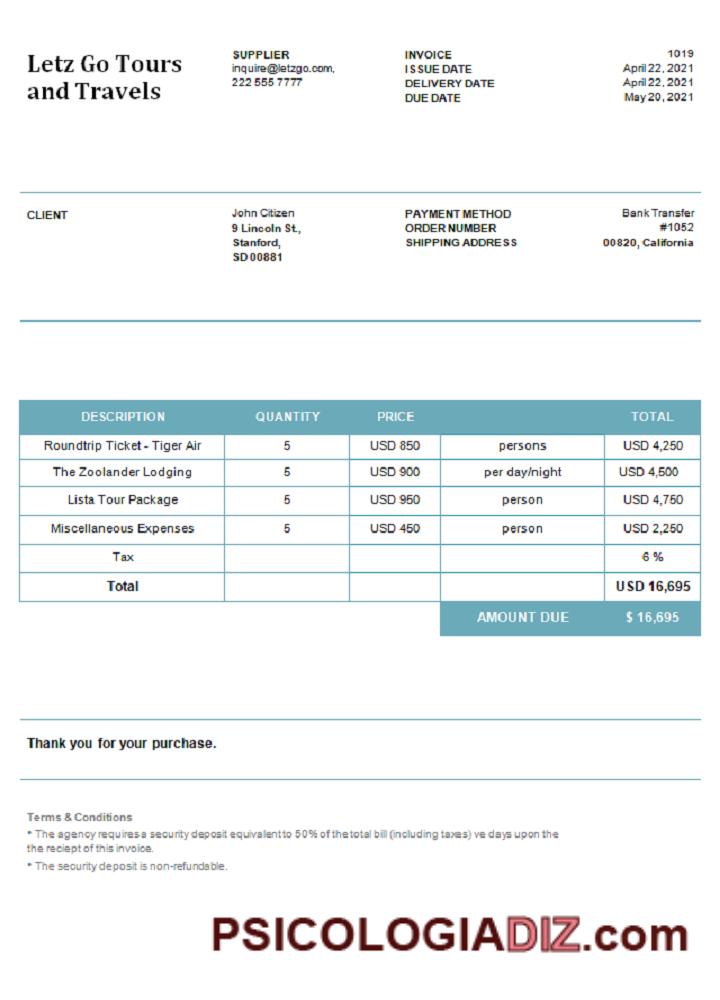 Letz Go Tours
and Travels
SUPPLIER
inquire@letzgo.com,
222 555 7777
INVOICE 1019
ISSUE DATE April 22, 2021
DELIVERY DATE April 22, 2021
DUE DATE May 20, 2021
CLIENT
John Citizen
9 Lincoln St.,
Stanford,
SD 00881
PAYMENT METHOD Bank Transfer
ORDER NUMBER #1052
SHIPPING ADDRESS 00820, California
DESCRIPTION QUANTITY PRICE TOTAL
Roundtrip Ticket - Tiger Air 5 USD 850 persons USD 4,250
The Zoolander Lodging 5 USD 900 per day/night USD 4,500
Lista Tour Package 5 USD 950 person USD 4,750
Miscellaneous Expenses 5 USD 450 person USD 2,250
Tax 6 %
Total USD 16,695
AMOUNT DUE $ 16,695
Thank you for your purchase.
Terms & Conditions
* The agency requires a security deposit equivalent to 50% of the total bill (including taxes) ve days upon the
the reciept of this invoice.
* The security deposit is non-refundable.
PSICOLOGIADIZ.com